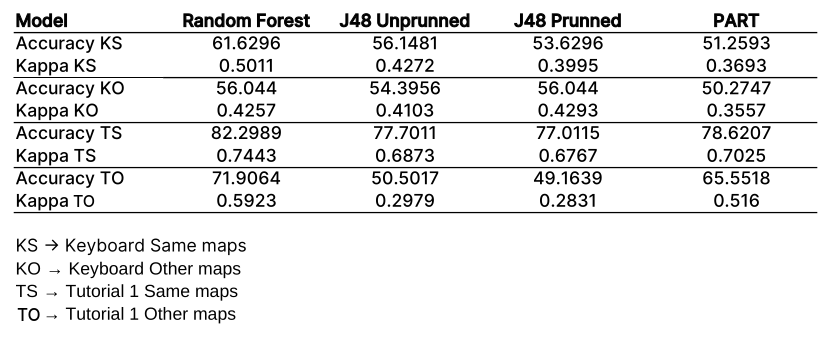 Model Random Forest J48 Unprunned J48 Prunned PART
Accuracy KS 61.6296 56.1481 53.6296 51.2593
Kappa KS 0.5011 0.4272 0.3995 0.3693
Accuracy KO 56.044 54.3956 56.044 50.2747
Kappa KO 0.4257 0.4103 0.4293 0.3557
Accuracy TS 82.2989 77.7011 77.0115 78.6207
Kappa TS 0.7443 0.6873 0.6767 0.7025
Accuracy TO 71.9064 50.5017 49.1639 65.5518
Kappa TO 0.5923 0.2979 0.2831 0.516
KS → Keyboard Same maps
KO → Keyboard Other maps
TS → Tutorial 1 Same maps
TO → Tutorial 1 Other maps